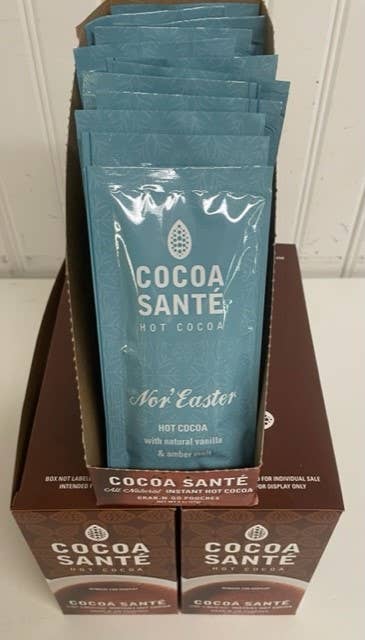 COCOA
SANTÉ
HOT COCOA
Nor'Easter
HOT COCOA
with natural vanilla
& amber malt
COCOA SANTÉ
All Natural INSTANT HOT COCOA
GRAB-N-GO POUCHES
BOX NOT LABELED
INTENDED
FOR INDIVIDUAL SALE
FOR DISPLAY ONLY
COCOA
SANTÉ
HOT COCOA
COCOA SANTÉ
COCOA
SANTÉ
HOT COCOA
COCOA SANTÉ